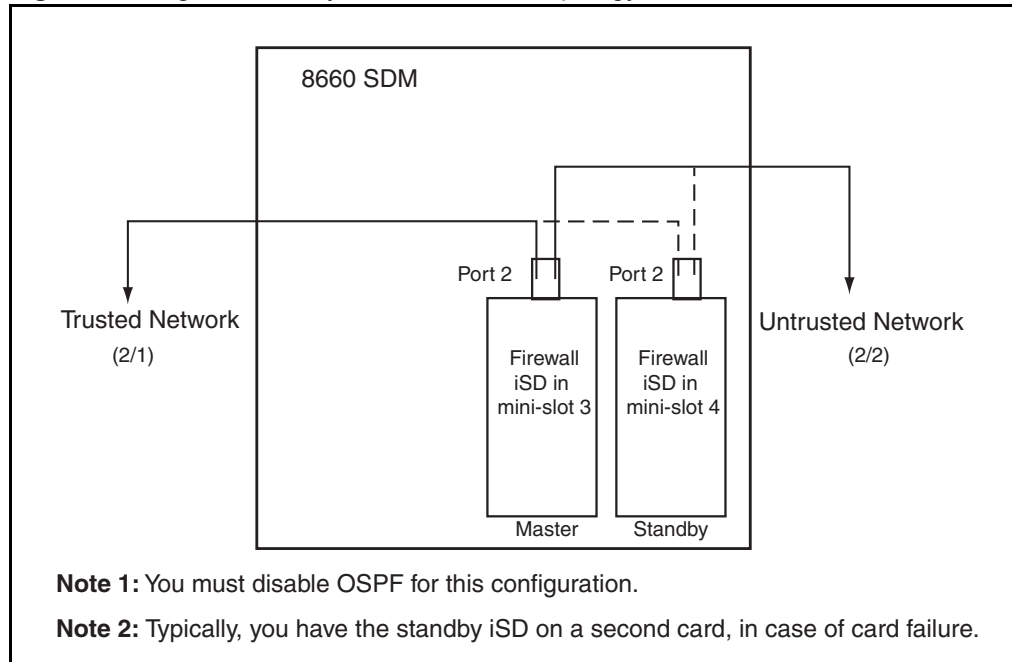 8660 SDM
Port 2
Port 2
Trusted Network
(2/1)
Untrusted Network
(2/2)
Firewall
iSD in
mini-slot 3
Firewall
iSD in
mini-slot 4
Master
Standby
Note 1: You must disable OSPF for this configuration.
Note 2: Typically, you have the standby iSD on a second card, in case of card failure.